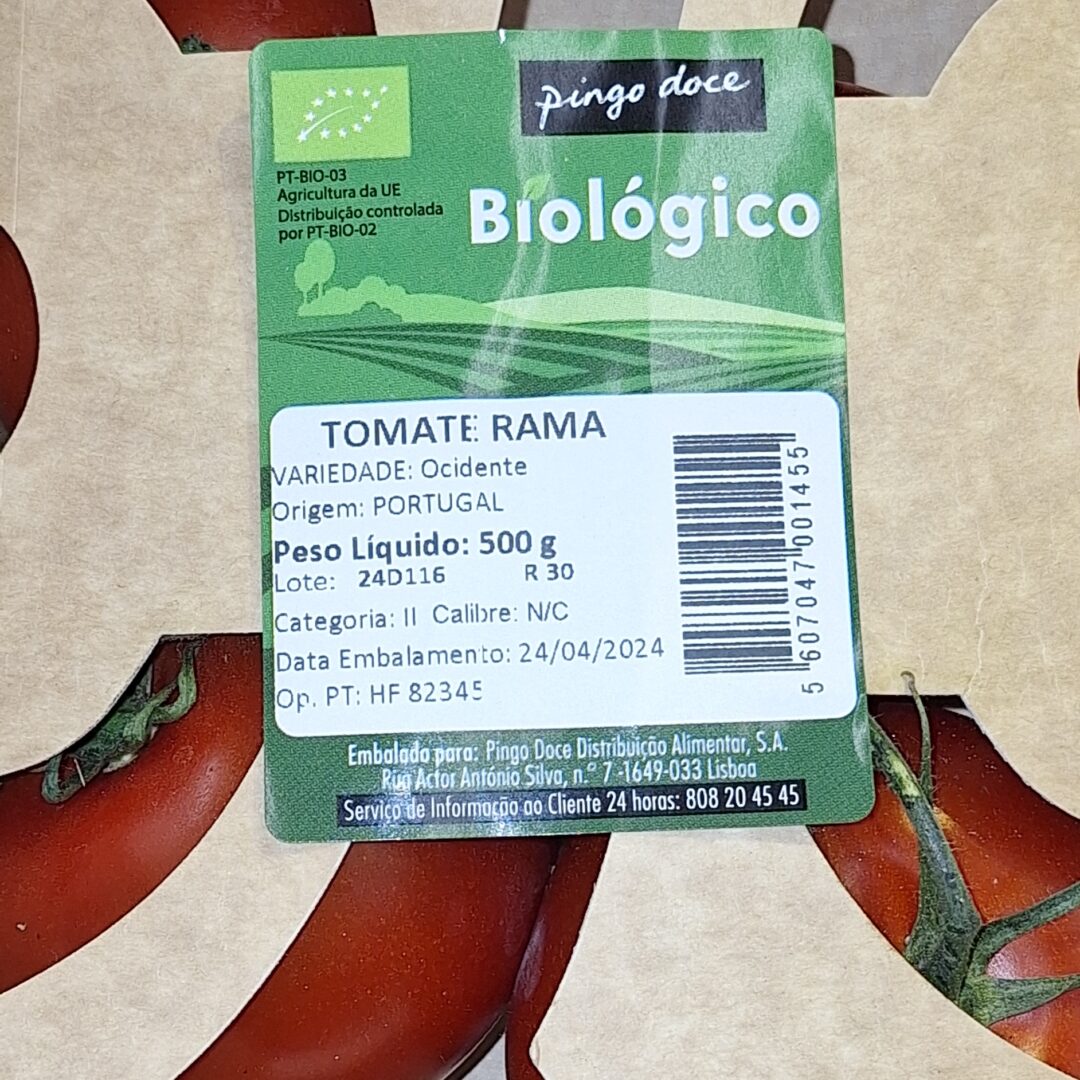 pingo doce
PT-BIO-03
Agricultura da UE
Distribuição controlada
por PT-BIO-02
Biológico
TOMATE RAMA
VARIEDADE: Ocidente
Origem: PORTUGAL
Peso Líquido: 500 g
Lote: 24D116 R 30
Categoria: II Calibre: N/C
Data Embalamento: 24/04/2024
Op. PT: HF 82345
5 607047 001455
Embalado para: Pingo Doce Distribuição Alimentar, S.A.
Rua Actor António Silva, n.º 7 -1649-033 Lisboa
Serviço de Informação ao Cliente 24 horas: 808 20 45 45